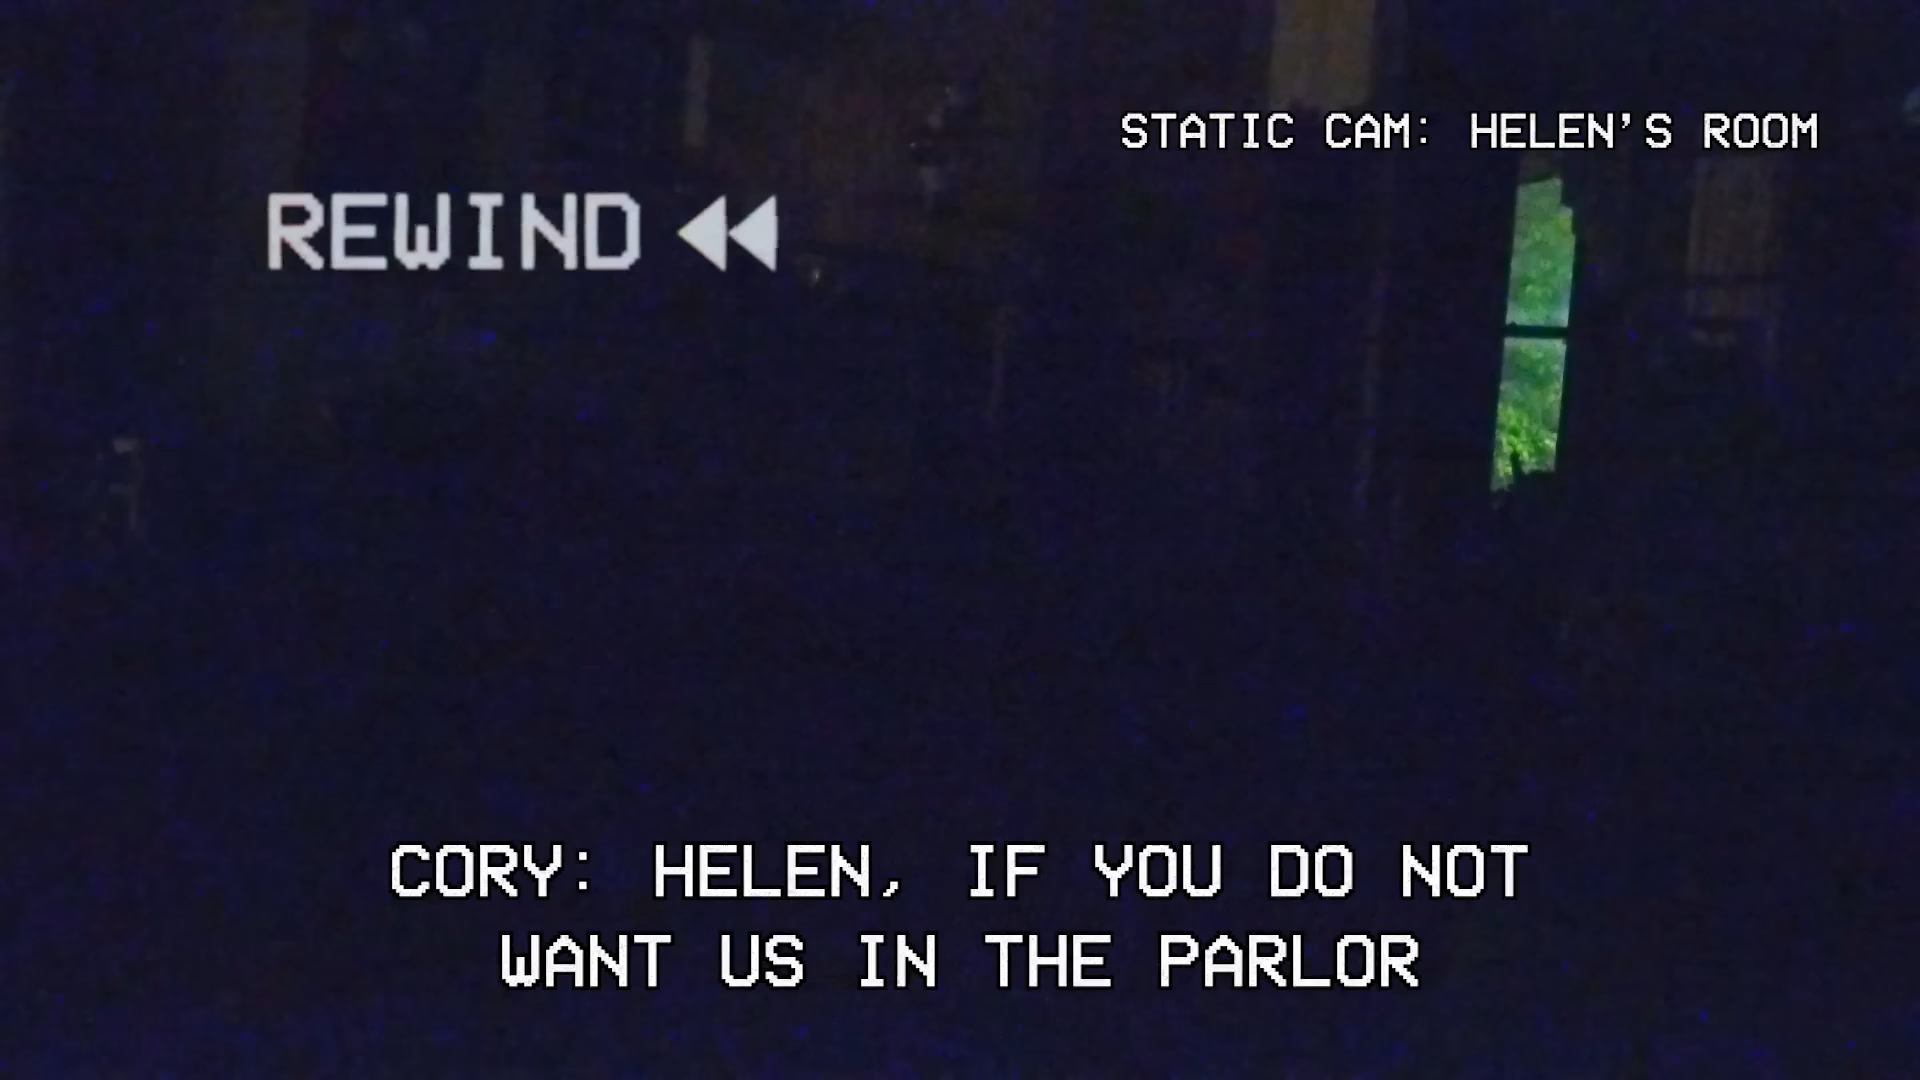 STATIC CAM: HELEN'S ROOM
REWIND
CORY: HELEN, IF YOU DO NOT
WANT US IN THE PARLOR